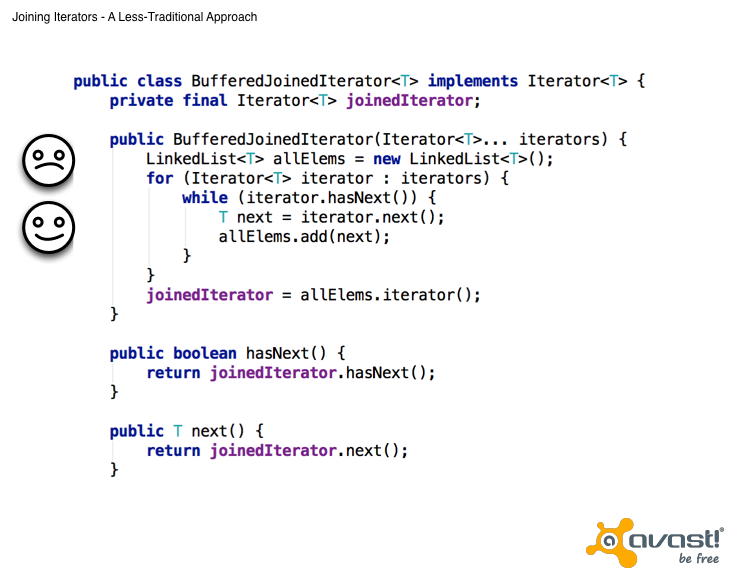 Joining Iterators - A Less-Traditional Approach
public class BufferedJoinedIterator<T> implements Iterator<T> {
    private final Iterator<T> joinedIterator;
    public BufferedJoinedIterator(Iterator<T>... iterators) {
        LinkedList<T> allElems = new LinkedList<T>();
        for (Iterator<T> iterator : iterators) {
            while (iterator.hasNext()) {
                T next = iterator.next();
                allElems.add(next);
            }
        }
        joinedIterator = allElems.iterator();
    }
    public boolean hasNext() {
        return joinedIterator.hasNext();
    }
    public T next() {
        return joinedIterator.next();
    }
@ avast!®
be free